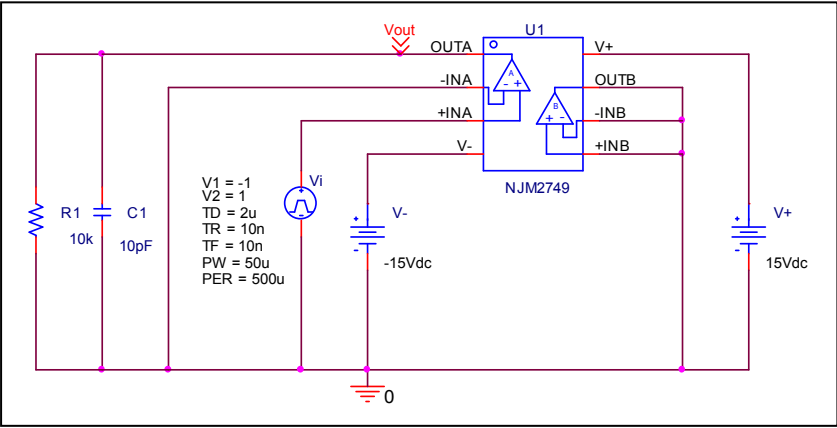 Vout
U1
OUTA
V+
-INA
OUTB
A
- +
B
+ -
+INA
-INB
V-
+INB
NJM2749
R1
10k
C1
10pF
V1 = -1
V2 = 1
TD = 2u
TR = 10n
TF = 10n
PW = 50u
PER = 500u
Vi
+
-
+
-
V-
-15Vdc
+
-
V+
15Vdc
0